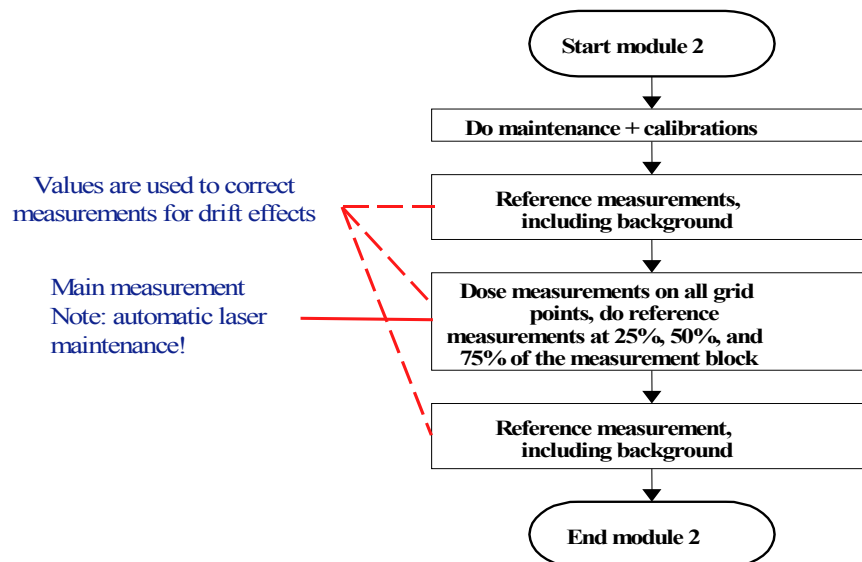 Start module 2
Do maintenance + calibrations
Values are used to correct
measurements for drift effects
Reference measurements,
including background
Main measurement
Note: automatic laser
maintenance!
Dose measurements on all grid
points, do reference
measurements at 25%, 50%, and
75% of the measurement block
Reference measurement,
including background
End module 2